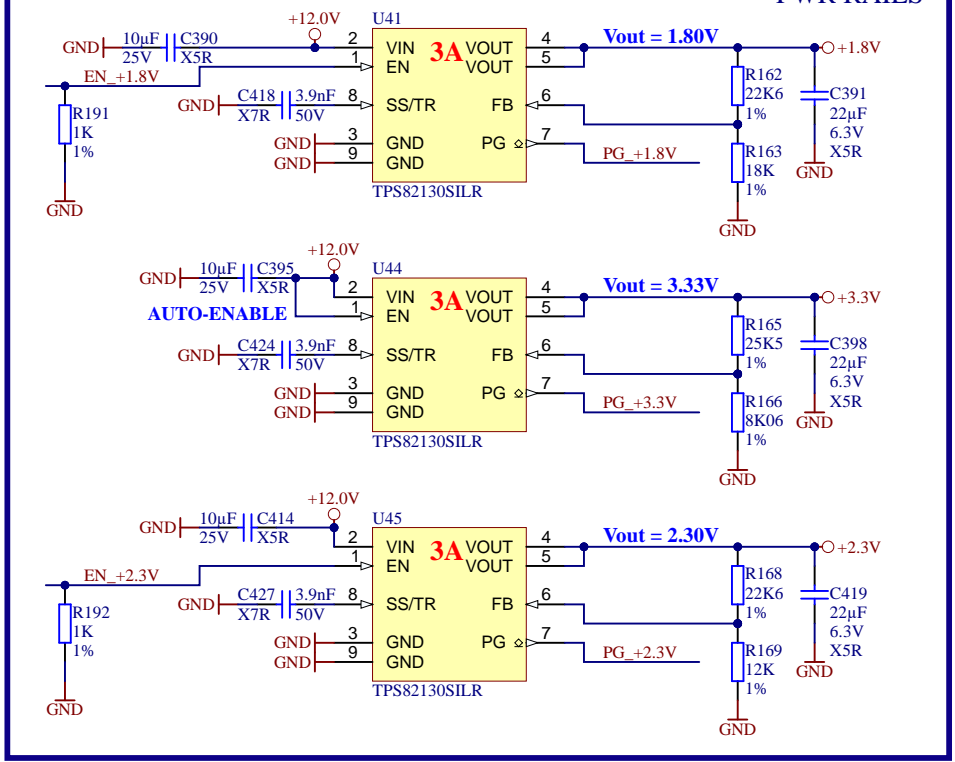 PWR RAILS
+12.0V
U41
10µF C390
GND
25V X5R
2 VIN 3A VOUT 4 Vout = 1.80V +1.8V
1 EN VOUT 5
EN_+1.8V
R191
1K
1%
GND
C418 3.9nF
GND 8 SS/TR FB 6
X7R 50V
GND 3 GND PG 7 PG_+1.8V
GND 9 GND
TPS82130SILR
R162
22K6
1%
R163
18K
1%
GND
C391
22µF
6.3V
X5R
GND
+12.0V
U44
10µF C395
GND
25V X5R
AUTO-ENABLE
2 VIN 3A VOUT 4 Vout = 3.33V +3.3V
1 EN VOUT 5
C424 3.9nF
GND 8 SS/TR FB 6
X7R 50V
GND 3 GND PG 7 PG_+3.3V
GND 9 GND
TPS82130SILR
R165
25K5
1%
R166
8K06
1%
GND
C398
22µF
6.3V
X5R
GND
+12.0V
U45
10µF C414
GND
25V X5R
2 VIN 3A VOUT 4 Vout = 2.30V +2.3V
1 EN VOUT 5
EN_+2.3V
R192
1K
1%
GND
C427 3.9nF
GND 8 SS/TR FB 6
X7R 50V
GND 3 GND PG 7 PG_+2.3V
GND 9 GND
TPS82130SILR
R168
22K6
1%
R169
12K
1%
GND
C419
22µF
6.3V
X5R
GND